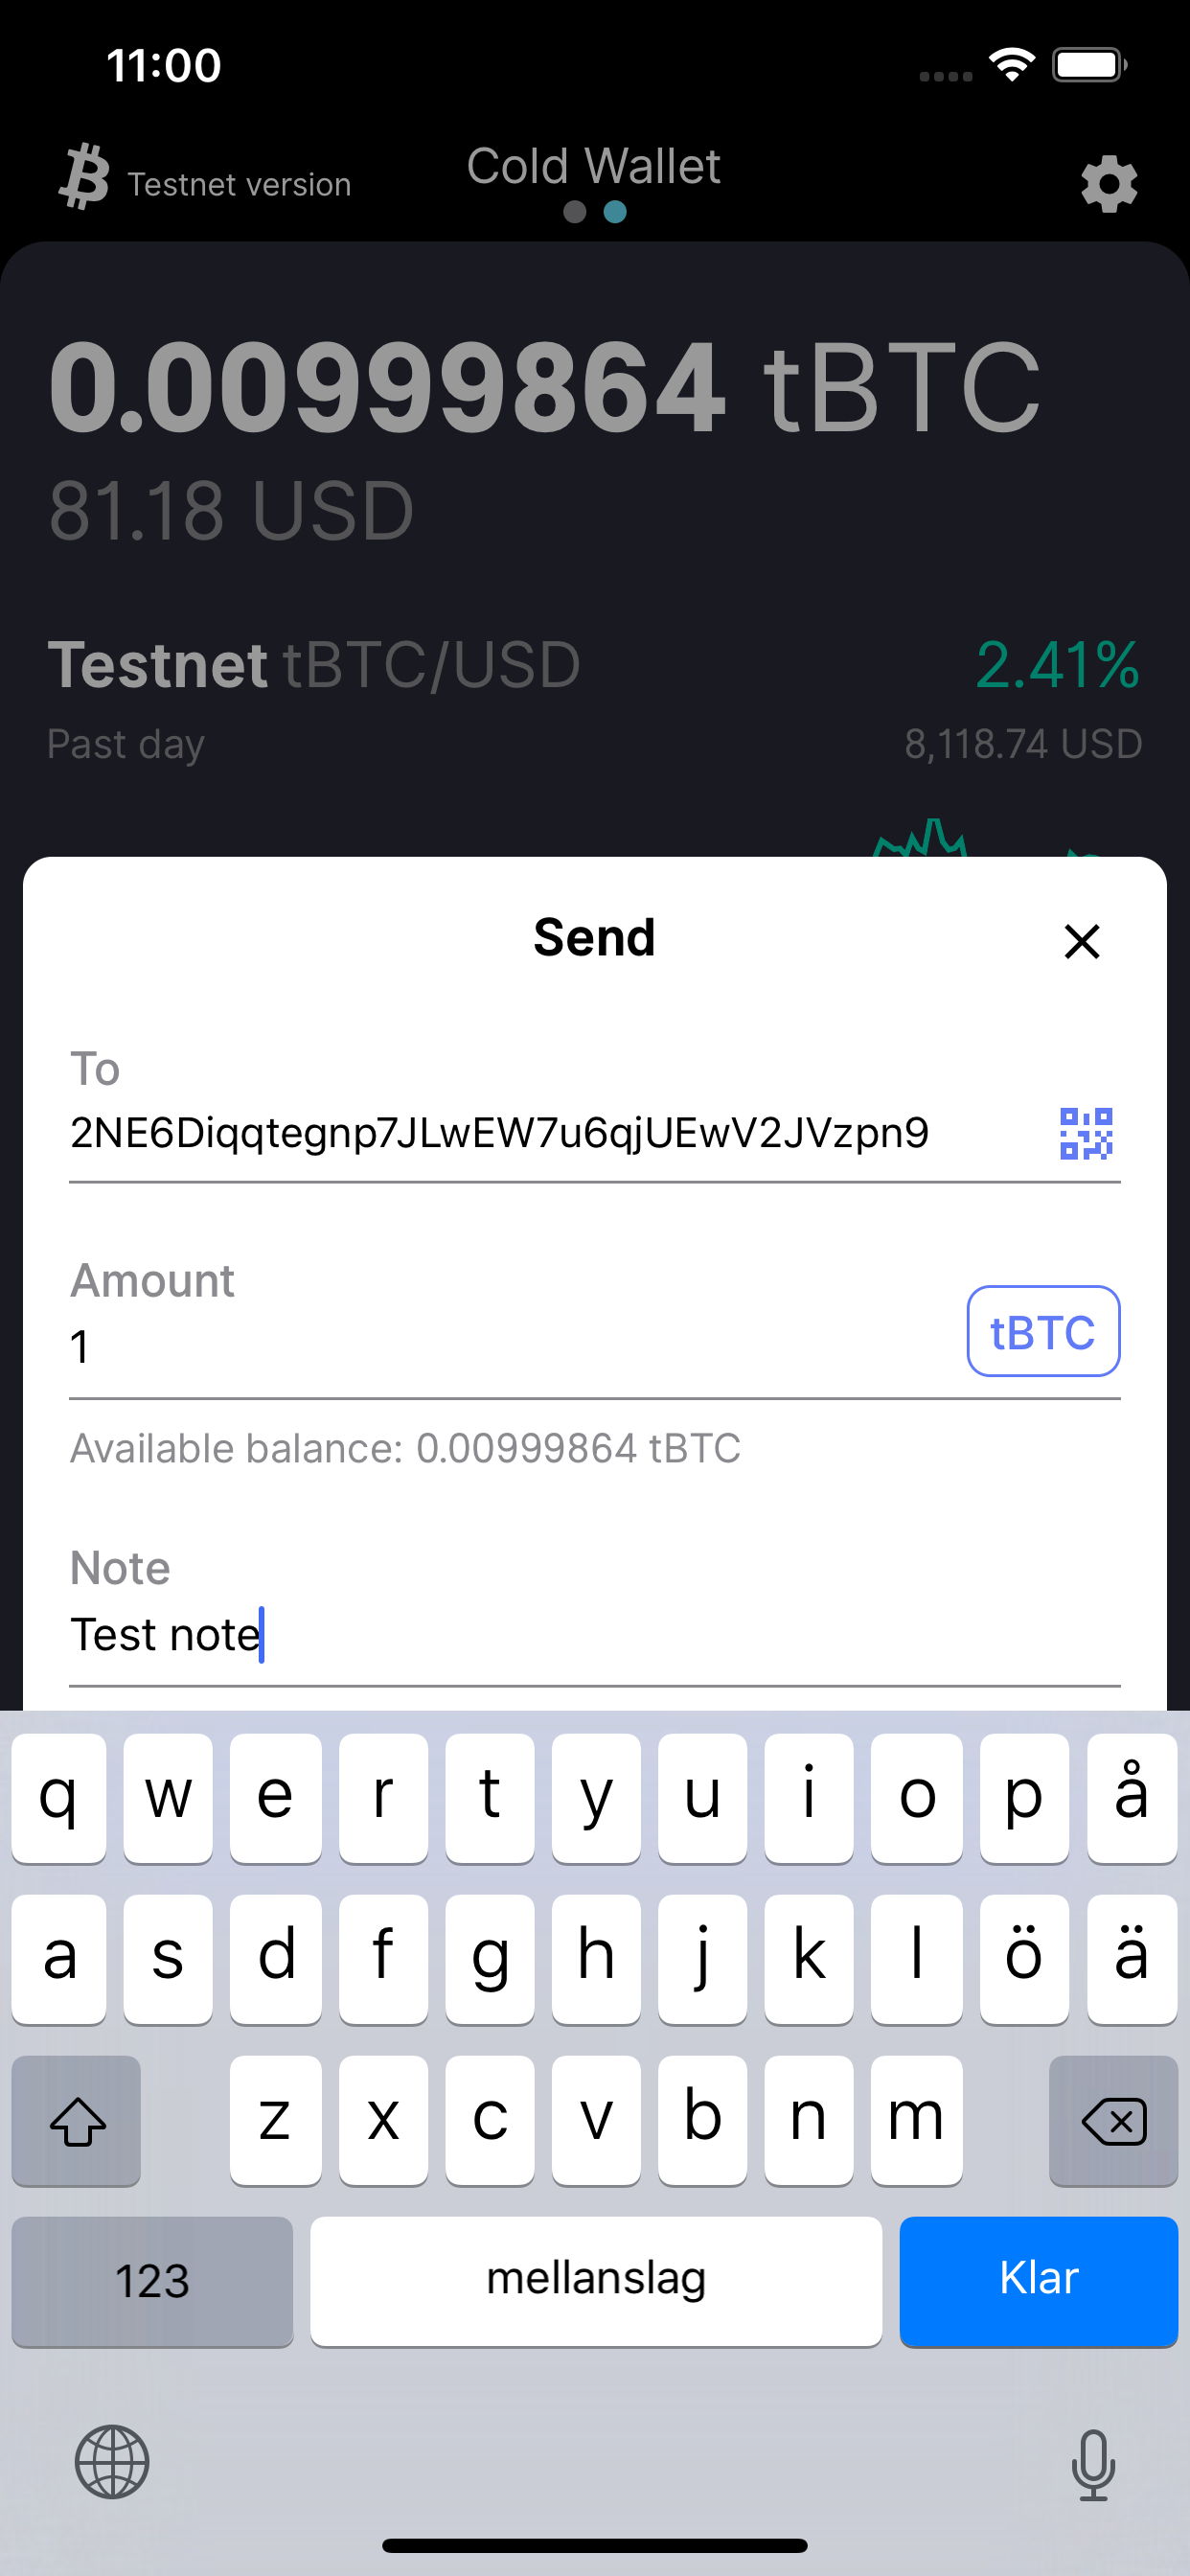 11:00
Testnet version
Cold Wallet
0.00999864 tBTC
81.18 USD
Testnet tBTC/USD
2.41%
Past day
8,118.74 USD
Send
To
2NE6Diqqtegnp7JLwEW7u6qjUEwV2JVzpn9
Amount
1
tBTC
Available balance: 0.00999864 tBTC
Note
Test note
q w e r t y u i o p å
a s d f g h j k l ö ä
z x c v b n m
123 mellanslag Klar